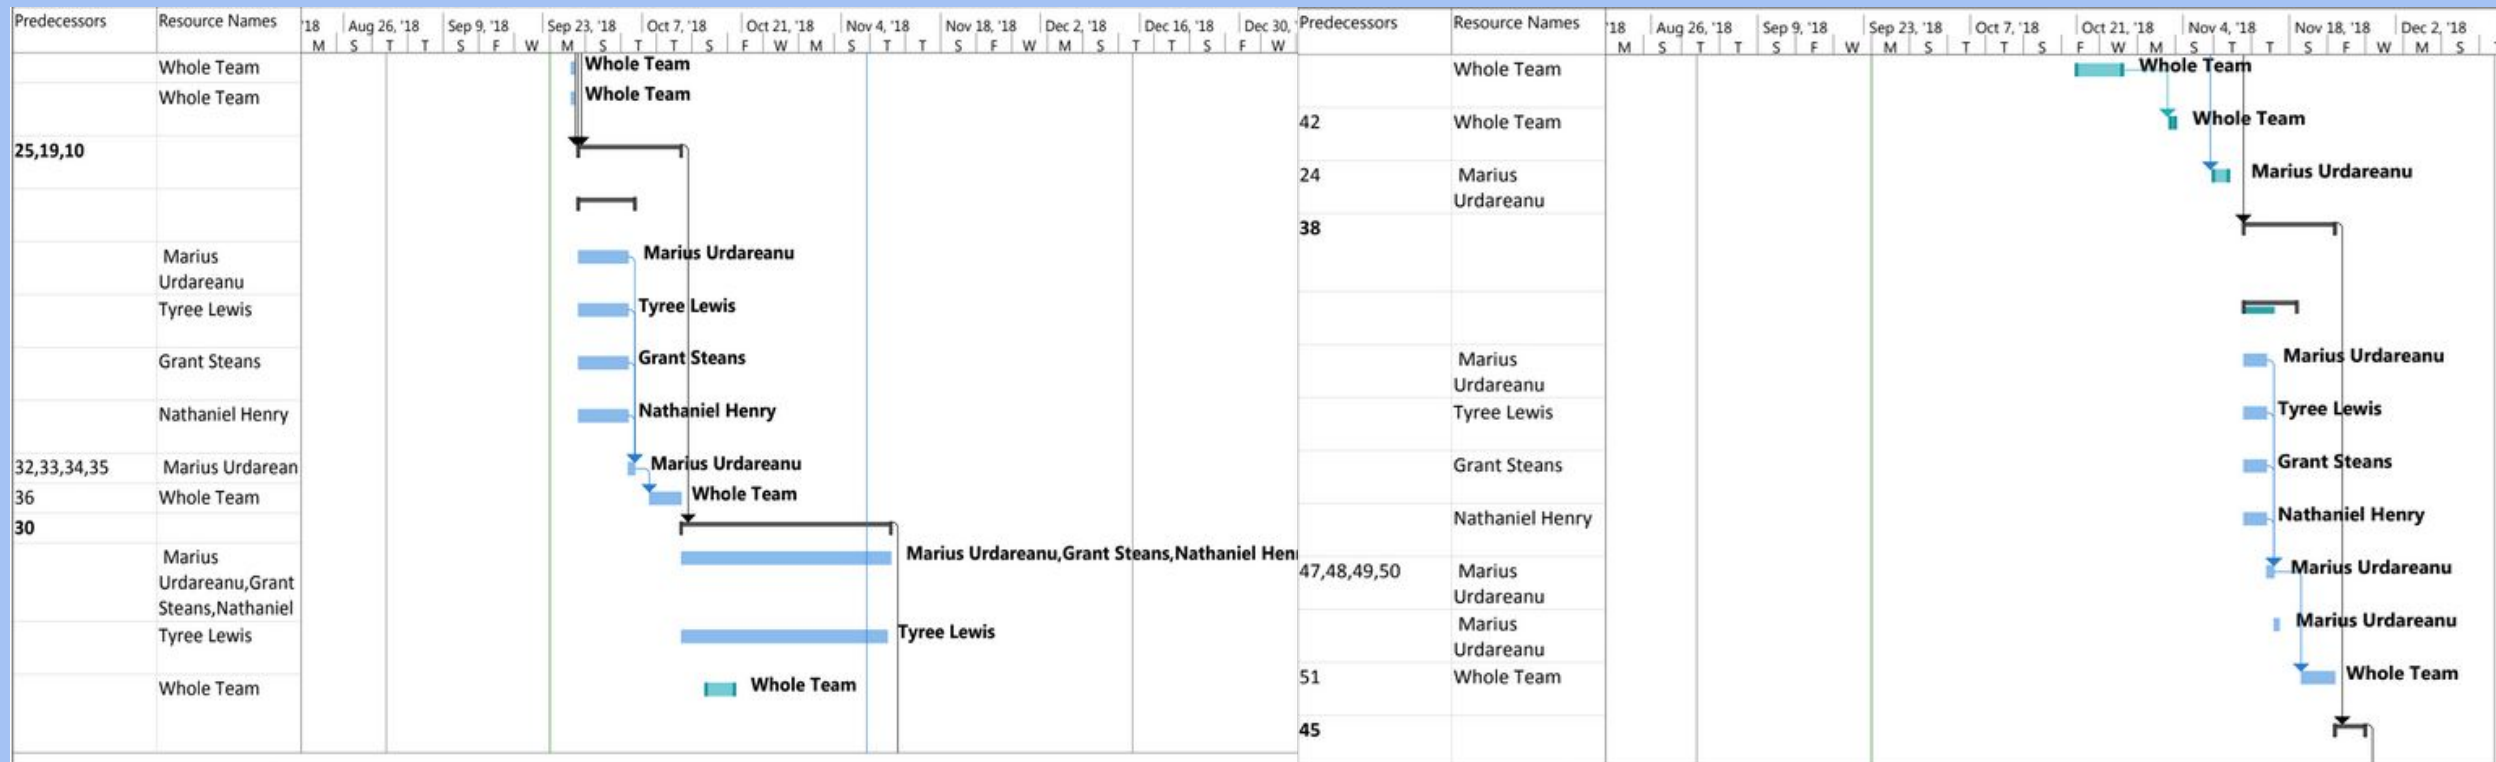 Predecessors Resource Names '18 Aug 26, '18 Sep 9, '18 Sep 23, '18 Oct 7, '18 Oct 21, '18 Nov 4, '18 Nov 18, '18 Dec 2, '18 Dec 16, '18 Dec 30, '
M S T T S F W M S T T S F W M S T T S F W M S T T S F W
Whole Team Whole Team
Whole Team Whole Team
25,19,10
Marius Marius Urdareanu
Urdareanu
Tyree Lewis Tyree Lewis
Grant Steans Grant Steans
Nathaniel Henry Nathaniel Henry
32,33,34,35 Marius Urdarean Marius Urdareanu
36 Whole Team Whole Team
30
Marius Marius Urdareanu,Grant Steans,Nathaniel Hen
Urdareanu,Grant
Steans,Nathaniel
Tyree Lewis Tyree Lewis
Whole Team Whole Team
Predecessors Resource Names '18 Aug 26, '18 Sep 9, '18 Sep 23, '18 Oct 7, '18 Oct 21, '18 Nov 4, '18 Nov 18, '18 Dec 2, '18
M S T T S F W M S T T S F W M S T T S F W M S
Whole Team Whole Team
42 Whole Team Whole Team
24 Marius Marius Urdareanu
Urdareanu
38
Marius Marius Urdareanu
Urdareanu
Tyree Lewis Tyree Lewis
Grant Steans Grant Steans
Nathaniel Henry Nathaniel Henry
47,48,49,50 Marius Marius Urdareanu
Urdareanu
Marius Marius Urdareanu
Urdareanu
51 Whole Team Whole Team
45